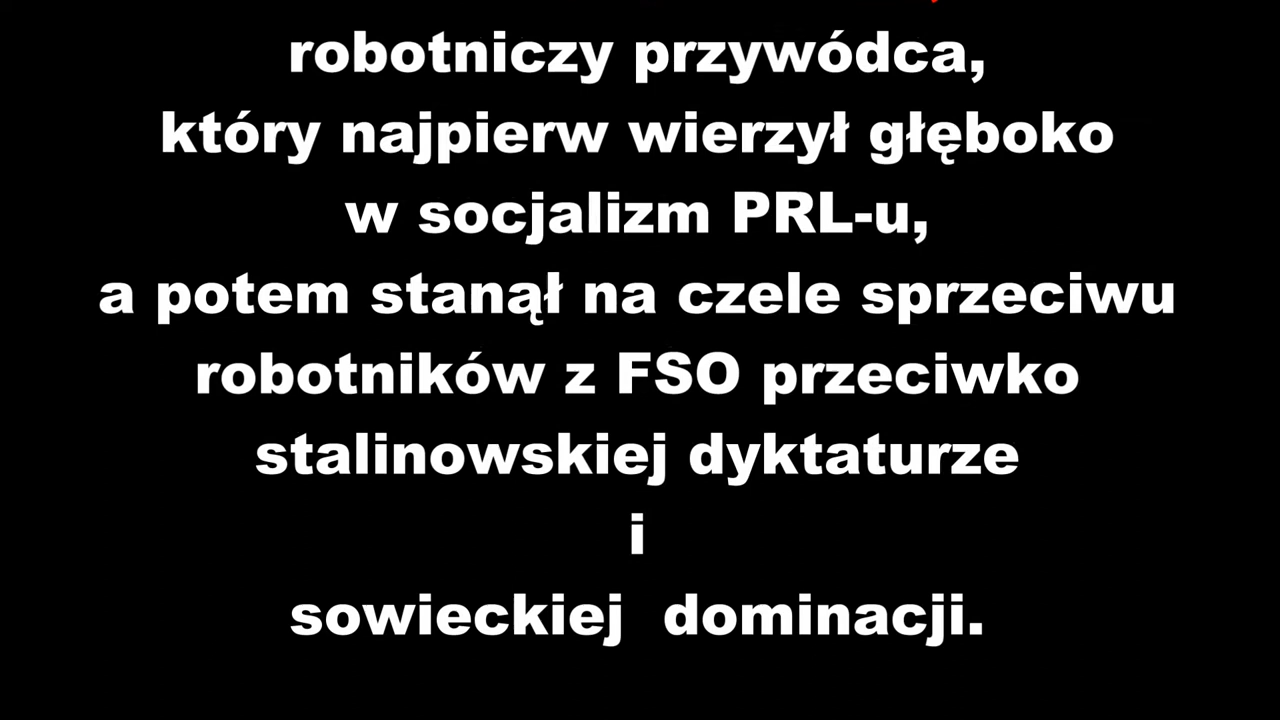 robotniczy przywódca,
który najpierw wierzył głęboko
w socjalizm PRL-u,
a potem stanął na czele sprzeciwu
robotników z FSO przeciwko
stalinowskiej dyktaturze
i
sowieckiej dominacji.